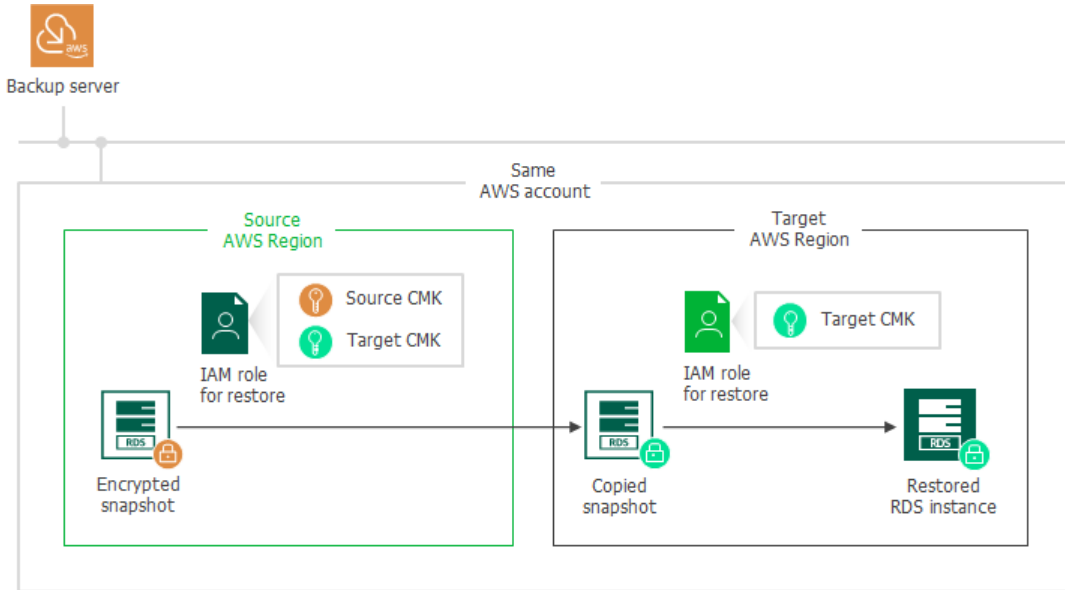 aws
Backup server
Same
AWS account
Source
AWS Region
Target
AWS Region
Source CMK
Target CMK
Target CMK
IAM role
for restore
IAM role
for restore
RDS
RDS
RDS
Encrypted
snapshot
Copied
snapshot
Restored
RDS instance